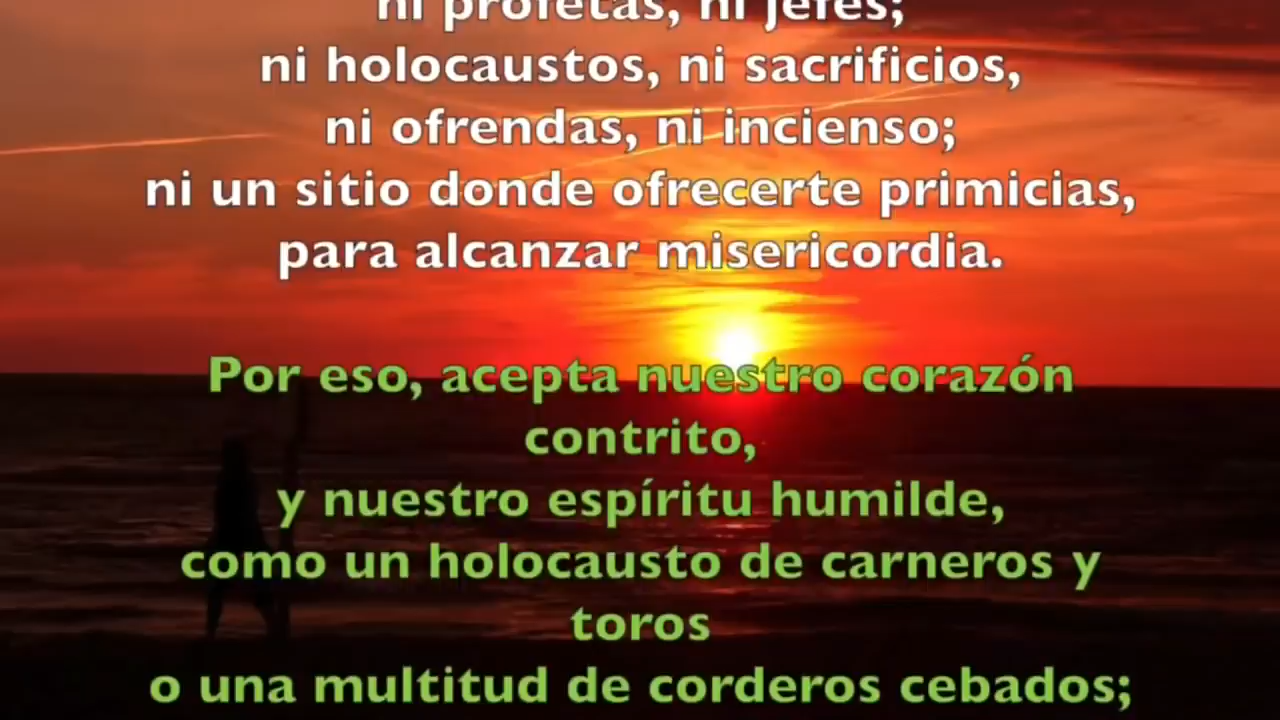 ni profetas, ni jefes;
ni holocaustos, ni sacrificios,
ni ofrendas, ni incienso;
ni un sitio donde ofrecerte primicias,
para alcanzar misericordia.
Por eso, acepta nuestro corazón
contrito,
y nuestro espíritu humilde,
como un holocausto de carneros y
toros
o una multitud de corderos cebados;